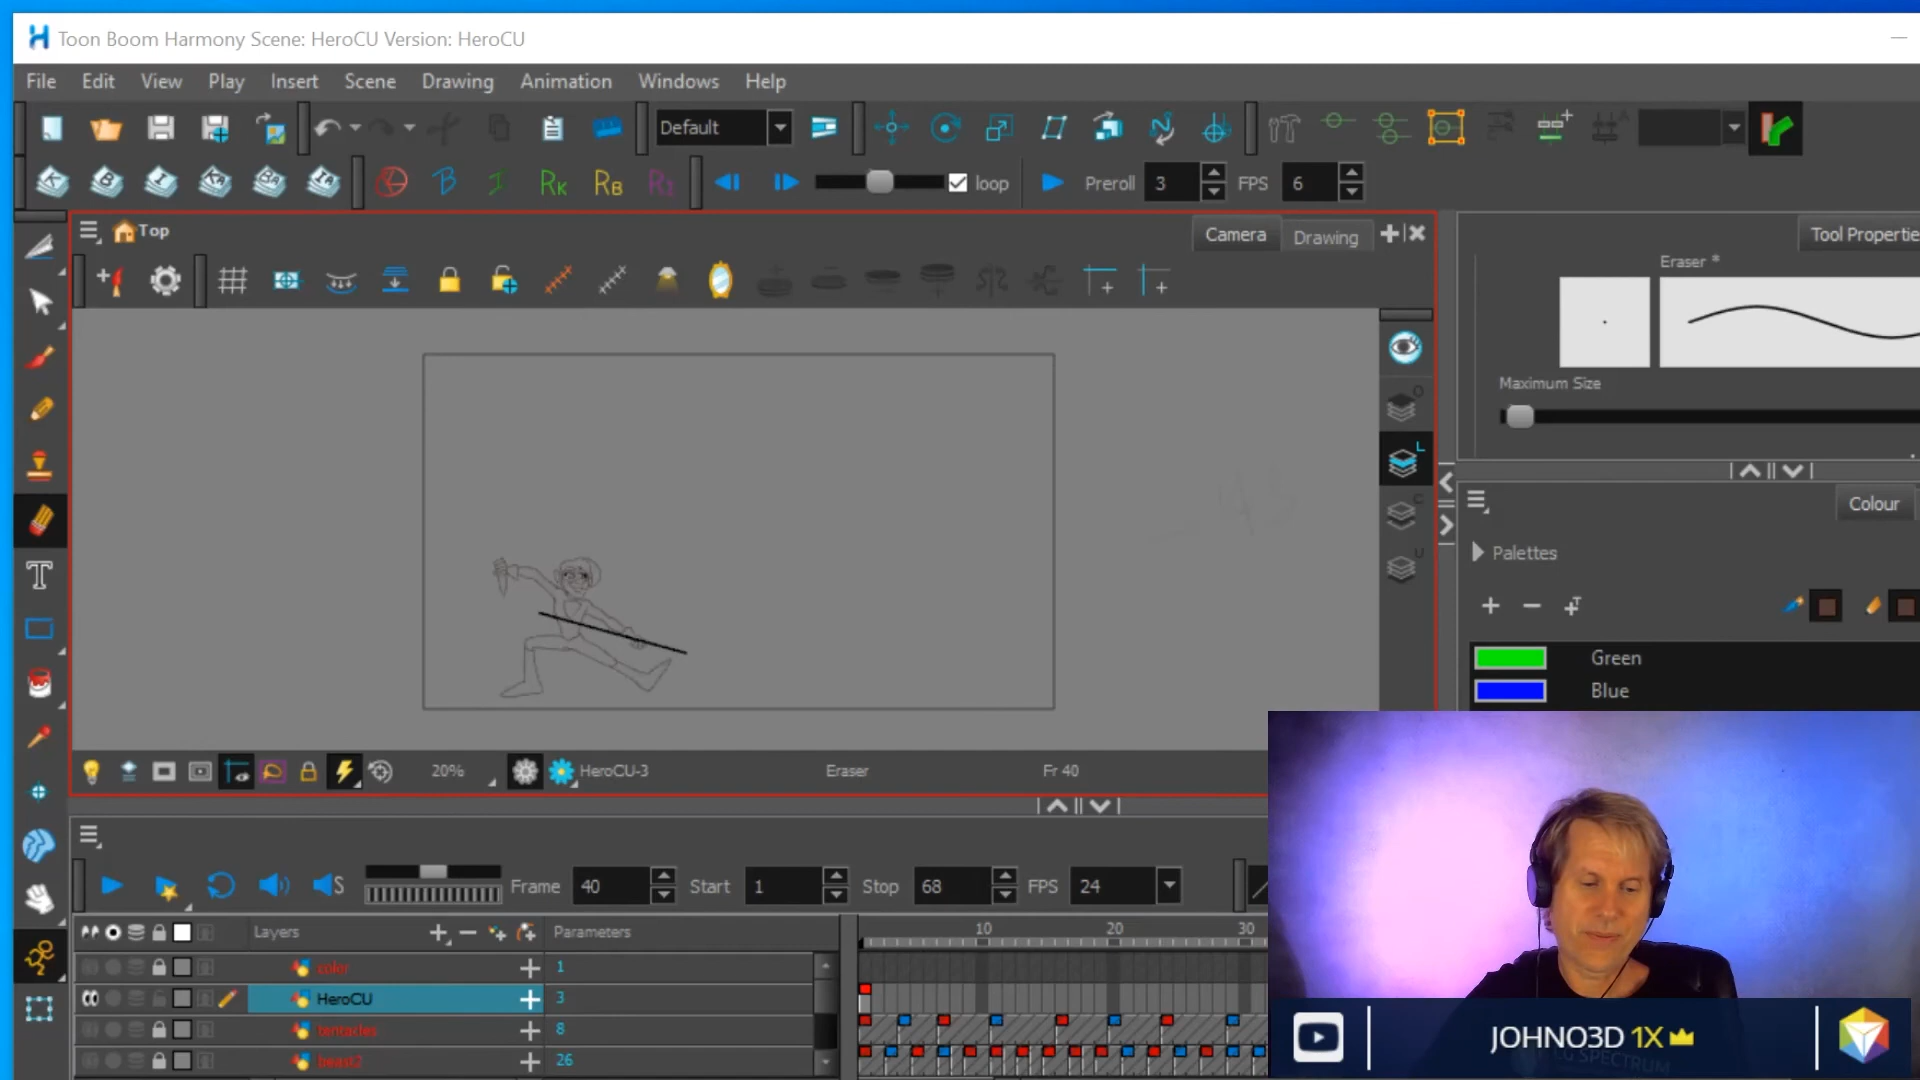 Toon Boom Harmony Scene: HeroCU Version: HeroCU
File Edit View Play Insert Scene Drawing Animation Windows Help
Default
loop Preroll 3 FPS 6
Top Camera Drawing
Tool Propertie
Eraser *
Maximum Size
Colour
Palettes
Green
Blue
20% HeroCU-3 Eraser Fr 40
Frame 40 Start 1 Stop 68 FPS 24
Layers Parameters 10 20 30
color 1
HeroCU 3
tentacles 8
beast2 26
JOHNO3D 1X